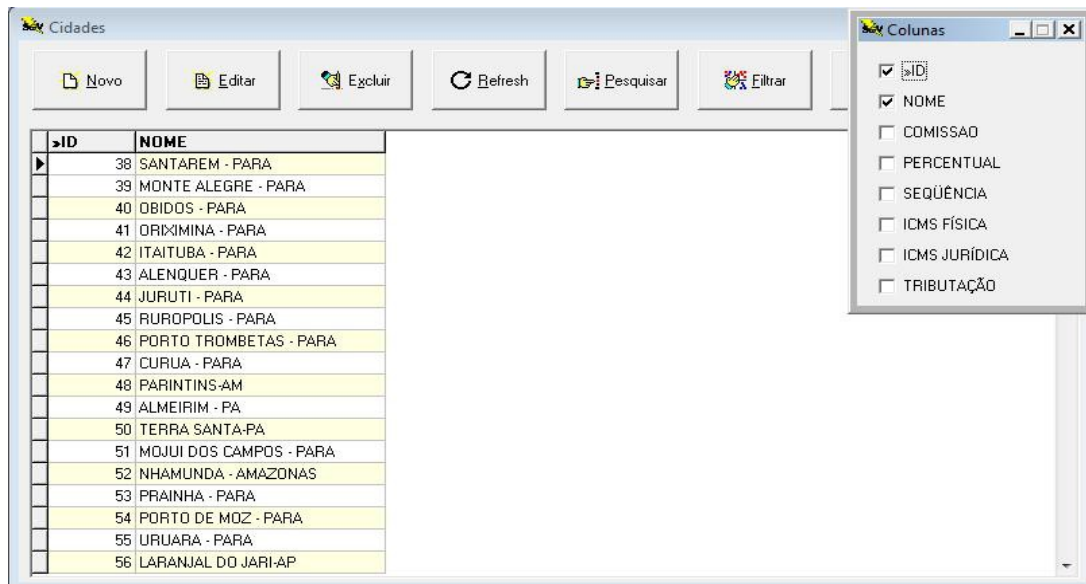 Cidades
Novo Editar Excluir Refresh Pesquisar Filtrar
»ID NOME
38 SANTAREM - PARA
39 MONTE ALEGRE - PARA
40 OBIDOS - PARA
41 ORIXIMINA - PARA
42 ITAITUBA - PARA
43 ALENQUER - PARA
44 JURUTI - PARA
45 RUROPOLIS - PARA
46 PORTO TROMBETAS - PARA
47 CURUA - PARA
48 PARINTINS-AM
49 ALMEIRIM - PA
50 TERRA SANTA-PA
51 MOJUI DOS CAMPOS - PARA
52 NHAMUNDA - AMAZONAS
53 PRAINHA - PARA
54 PORTO DE MOZ - PARA
55 URUARA - PARA
56 LARANJAL DO JARI-AP
Colunas
»ID
NOME
COMISSAO
PERCENTUAL
SEQÜÊNCIA
ICMS FÍSICA
ICMS JURÍDICA
TRIBUTAÇÃO